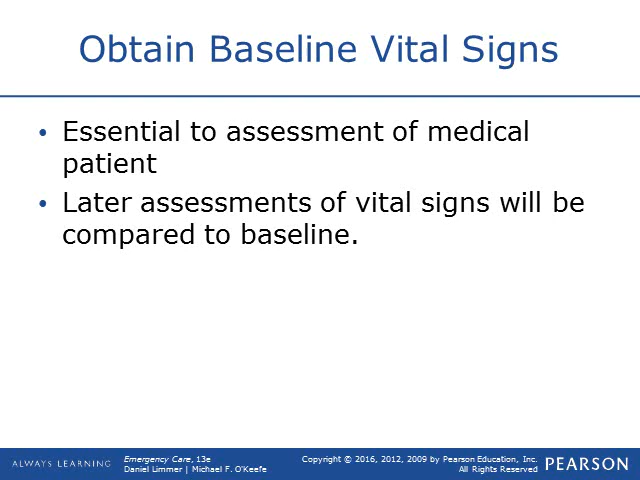 Obtain Baseline Vital Signs
• Essential to assessment of medical
patient
• Later assessments of vital signs will be
compared to baseline.
ALWAYS LEARNING
Emergency Care, 13e
Daniel Limmer | Michael F. O'Keefe
Copyright © 2016, 2012, 2009 by Pearson Education, Inc.
All Rights Reserved
PEARSON